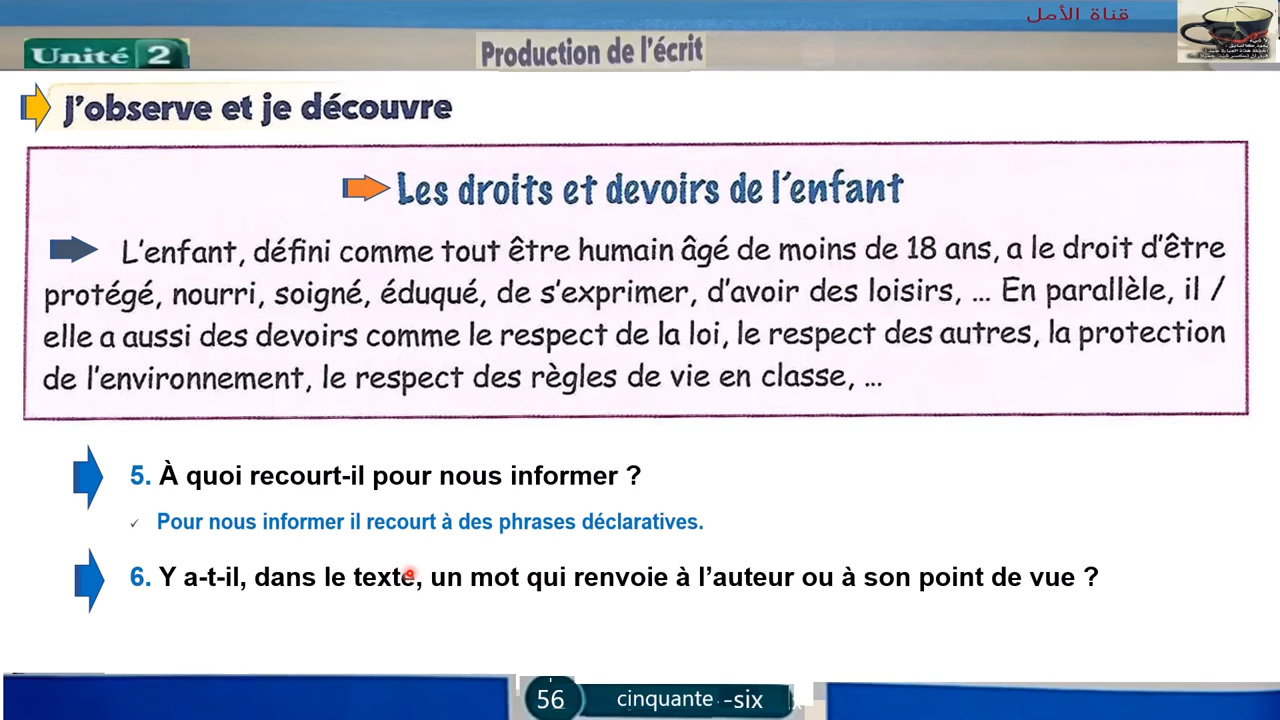 قناة الأمل
Unité 2
Production de l'écrit
J'observe et je découvre
Les droits et devoirs de l'enfant
L'enfant, défini comme tout être humain âgé de moins de 18 ans, a le droit d'être
protégé, nourri, soigné, éduqué, de s'exprimer, d'avoir des loisirs, ... En parallèle, il /
elle a aussi des devoirs comme le respect de la loi, le respect des autres, la protection
de l'environnement, le respect des règles de vie en classe, ...
5. À quoi recourt-il pour nous informer ?
✓ Pour nous informer il recourt à des phrases déclaratives.
6. Y a-t-il, dans le texte, un mot qui renvoie à l'auteur ou à son point de vue ?
56 cinquante -six